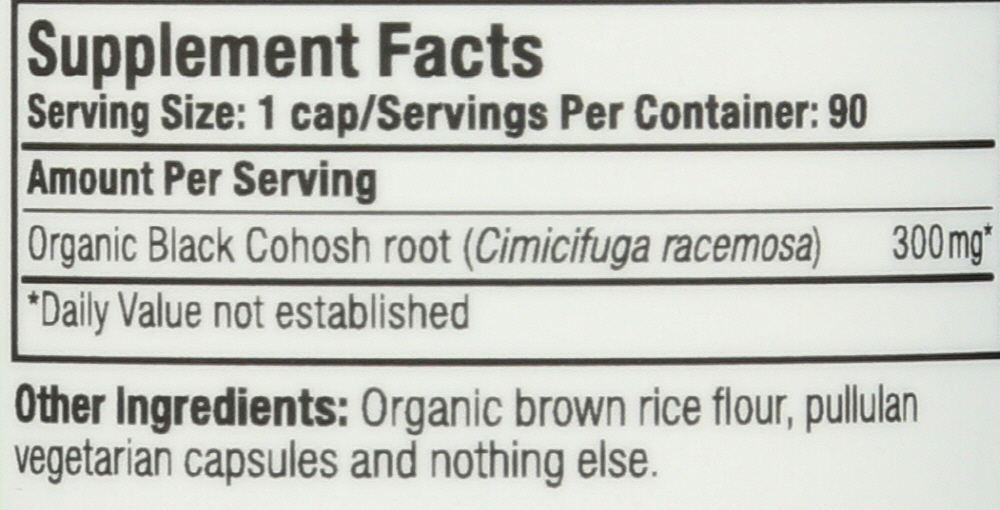 Supplement Facts
Serving Size: 1 cap/Servings Per Container: 90
Amount Per Serving
Organic Black Cohosh root (Cimicifuga racemosa) 300 mg*
*Daily Value not established
Other Ingredients: Organic brown rice flour, pullulan
vegetarian capsules and nothing else.